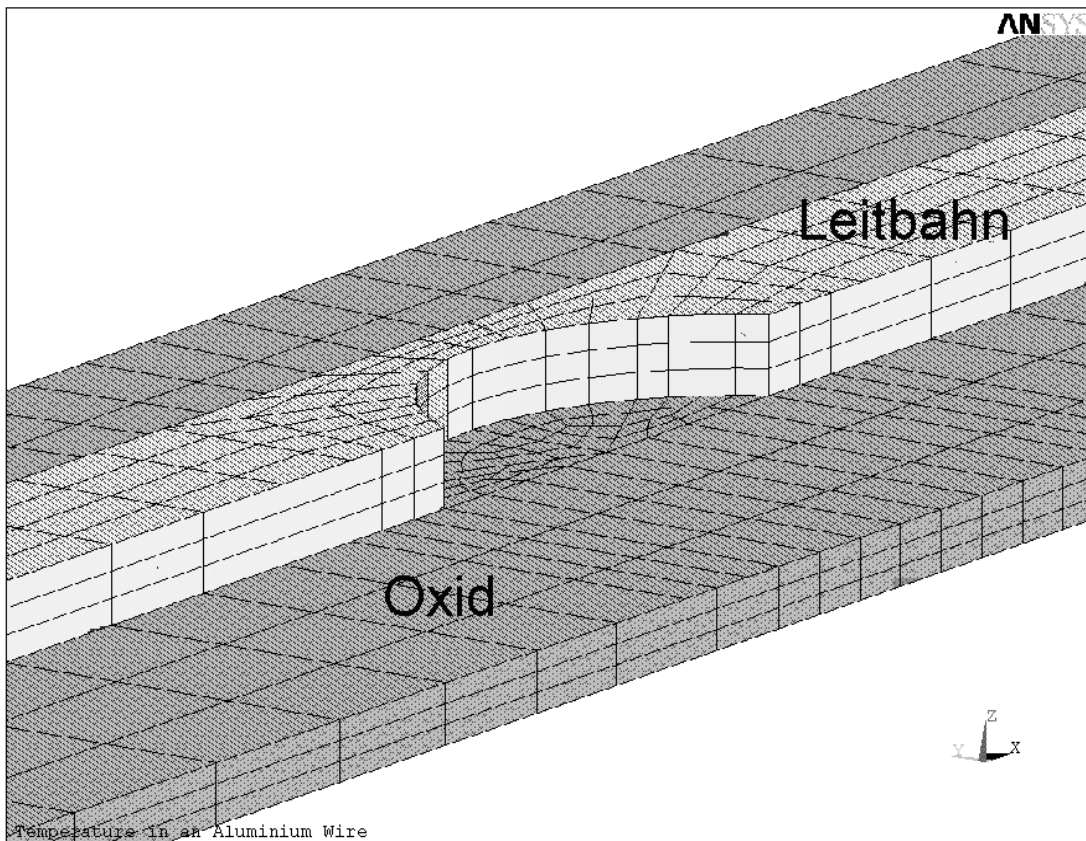 ANSYS
Leitbahn
Oxid
Z
Y
X
Temperature in an Aluminium Wire